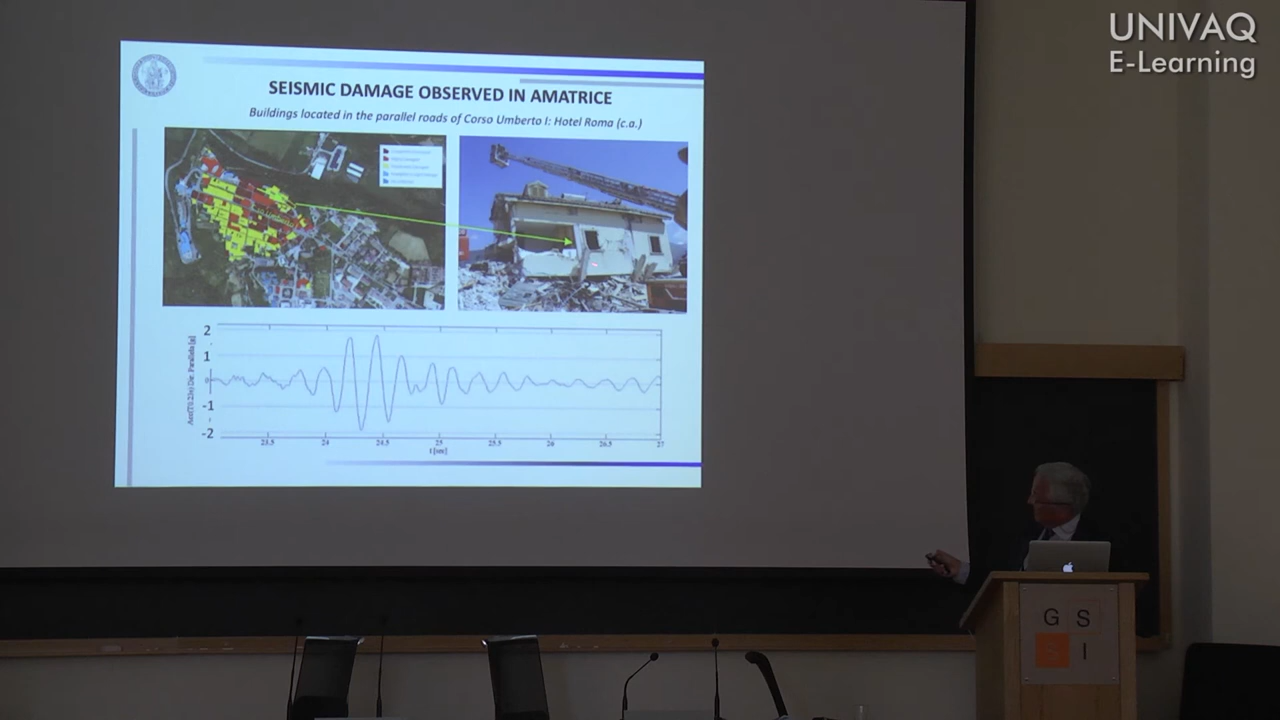 UNIVAQ
E-Learning
SEISMIC DAMAGE OBSERVED IN AMATRICE
Buildings located in the parallel roads of Corso Umberto I: Hotel Roma (c.a.)
2
1
0
-1
-2
23.5
24
24.5
25
25.5
26
26.5
27
t [sec]
G S
I